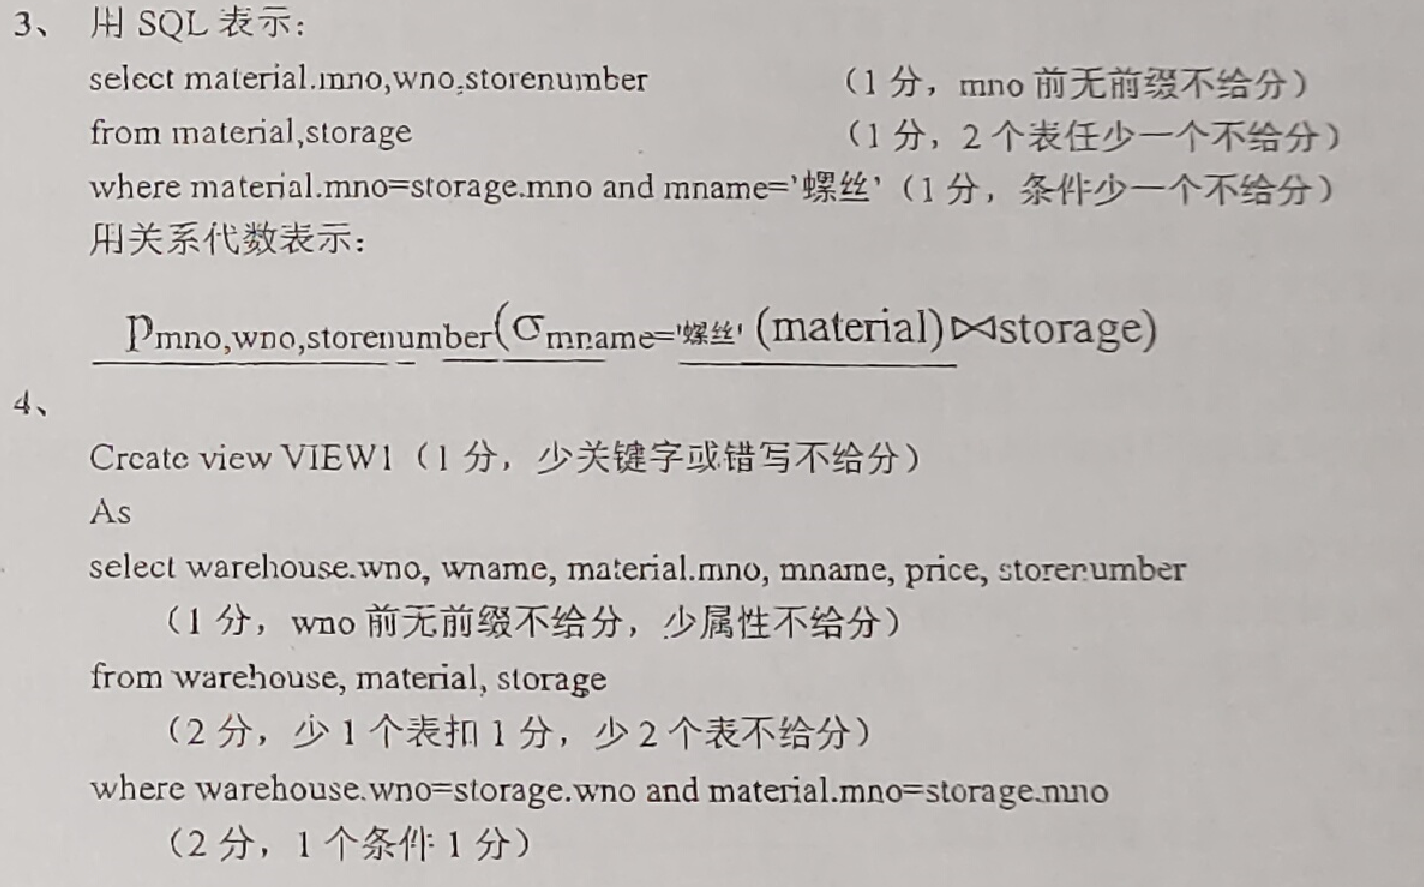 3、 用 SQL 表示:
select material.mno,wno,storenumber （1 分，mno 前无前缀不给分）
from material,storage （1 分，2 个表任少一个不给分）
where material.mno=storage.mno and mname='螺丝'（1 分，条件少一个不给分）
用关系代数表示:
pmno,wno,storenumber(σmname='螺丝' (material)⋈storage)
4、
Create view VIEW1（1 分，少关键字或错写不给分）
As
select warehouse.wno, wname, material.mno, mname, price, storenumber
（1 分，wno 前无前缀不给分，少属性不给分）
from warehouse, material, storage
（2 分，少 1 个表扣 1 分，少 2 个表不给分）
where warehouse.wno=storage.wno and material.mno=storage.mno
（2 分，1 个条件 1 分）